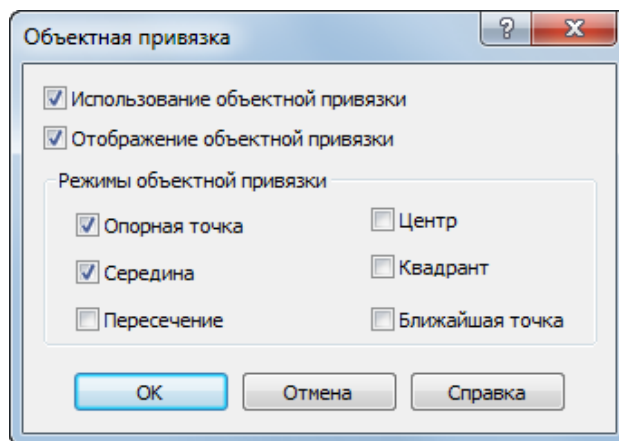 Объектная привязка
Использование объектной привязки
Отображение объектной привязки
Режимы объектной привязки
Опорная точка
Центр
Середина
Квадрант
Пересечение
Ближайшая точка
OK
Отмена
Справка